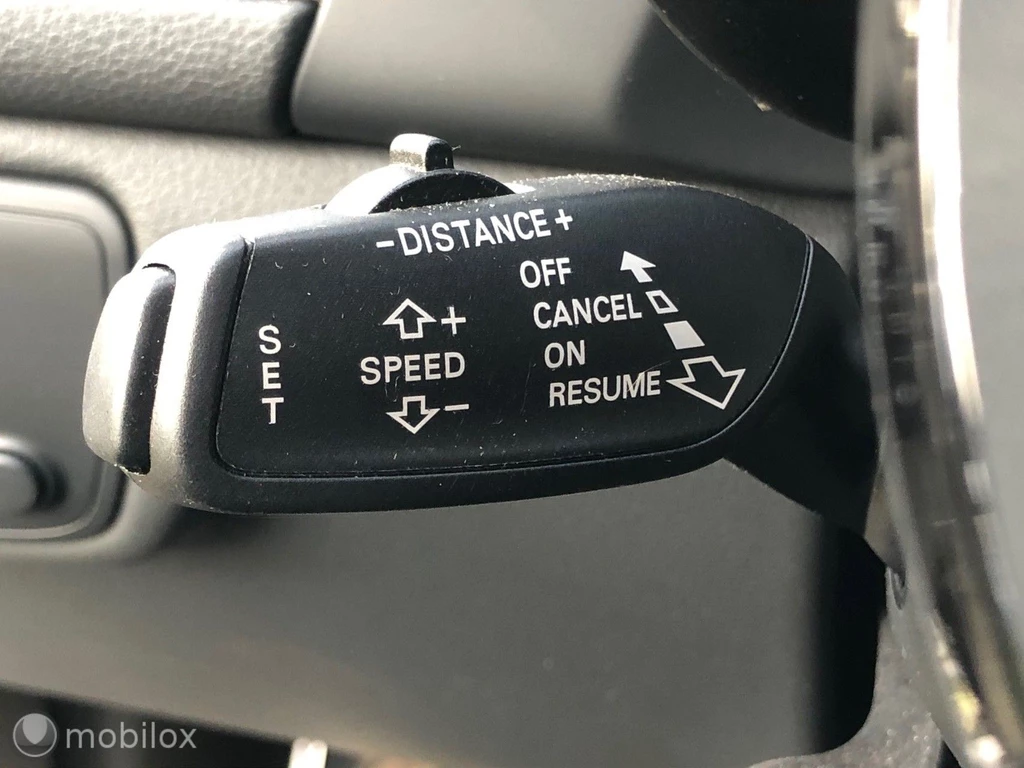 -DISTANCE+
OFF
CANCEL
ON
RESUME
+
SPEED
-
SET
mobilox